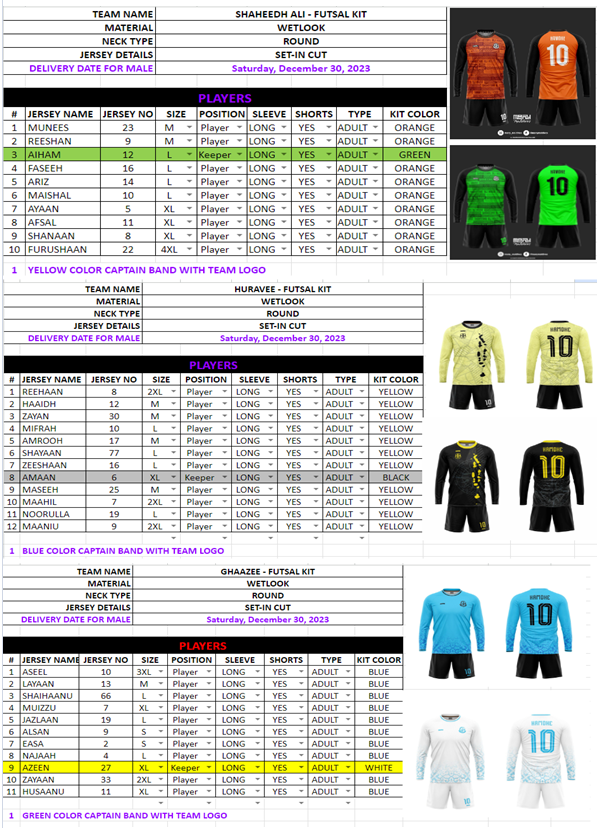 TEAM NAME SHAHEEDH ALI - FUTSAL KIT
MATERIAL WETLOOK
NECK TYPE ROUND
JERSEY DETAILS SET-IN CUT
DELIVERY DATE FOR MALE Saturday, December 30, 2023
PLAYERS
# JERSEY NAME JERSEY NO SIZE POSITION SLEEVE SHORTS TYPE KIT COLOR
1 MUNEES 23 M Player LONG YES ADULT ORANGE
2 REESHAN 9 M Player LONG YES ADULT ORANGE
3 AIHAM 12 L Keeper LONG YES ADULT GREEN
4 FASEEH 16 L Player LONG YES ADULT ORANGE
5 ARIZ 14 L Player LONG YES ADULT ORANGE
6 MAISHAL 10 L Player LONG YES ADULT ORANGE
7 AYAAN 5 XL Player LONG YES ADULT ORANGE
8 AFSAL 11 XL Player LONG YES ADULT ORANGE
9 SHANAAN 8 XL Player LONG YES ADULT ORANGE
10 FURUSHAAN 22 4XL Player LONG YES ADULT ORANGE
1 YELLOW COLOR CAPTAIN BAND WITH TEAM LOGO
10
10
10
10
TEAM NAME HURAVEE - FUTSAL KIT
MATERIAL WETLOOK
NECK TYPE ROUND
JERSEY DETAILS SET-IN CUT
DELIVERY DATE FOR MALE Saturday, December 30, 2023
PLAYERS
# JERSEY NAME JERSEY NO SIZE POSITION SLEEVE SHORTS TYPE KIT COLOR
1 REEHAAN 8 2XL Player LONG YES ADULT YELLOW
2 HAAIDH 12 M Player LONG YES ADULT YELLOW
3 ZAYAN 30 M Player LONG YES ADULT YELLOW
4 MIFRAH 10 L Player LONG YES ADULT YELLOW
5 AMROOH 17 M Player LONG YES ADULT YELLOW
6 SHAYAAN 77 L Player LONG YES ADULT YELLOW
7 ZEESHAAN 16 L Player LONG YES ADULT YELLOW
8 AMAAN 6 XL Keeper LONG YES ADULT BLACK
9 MASEEH 25 M Player LONG YES ADULT YELLOW
10 MAAHIL 7 2XL Player LONG YES ADULT YELLOW
11 NOORULLA 19 L Player LONG YES ADULT YELLOW
12 MAANIU 9 2XL Player LONG YES ADULT YELLOW
1 BLUE COLOR CAPTAIN BAND WITH TEAM LOGO
10
10
10
10
TEAM NAME GHAAZEE - FUTSAL KIT
MATERIAL WETLOOK
NECK TYPE ROUND
JERSEY DETAILS SET-IN CUT
DELIVERY DATE FOR MALE Saturday, December 30, 2023
PLAYERS
# JERSEY NAME JERSEY NO SIZE POSITION SLEEVE SHORTS TYPE KIT COLOR
1 ASEEL 10 3XL Player LONG YES ADULT BLUE
2 LAYAAN 13 M Player LONG YES ADULT BLUE
3 SHAIHAANU 66 L Player LONG YES ADULT BLUE
4 MUIZZU 7 XL Player LONG YES ADULT BLUE
5 JAZLAAN 19 L Player LONG YES ADULT BLUE
6 ALSAN 9 S Player LONG YES ADULT BLUE
7 EASA 2 S Player LONG YES ADULT BLUE
8 NAJAAH 4 L Player LONG YES ADULT BLUE
9 AZEEN 27 XL Keeper LONG YES ADULT WHITE
10 ZAYAAN 33 2XL Player LONG YES ADULT BLUE
11 HUSAANU 11 XL Player LONG YES ADULT BLUE
1 GREEN COLOR CAPTAIN BAND WITH TEAM LOGO
10
10
10
10